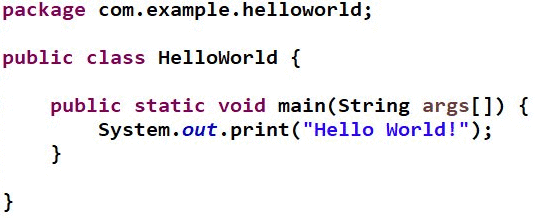 package com.example.helloworld;
public class HelloWorld {
public static void main(String args[]) {
System.out.print("Hello World!");
}
}